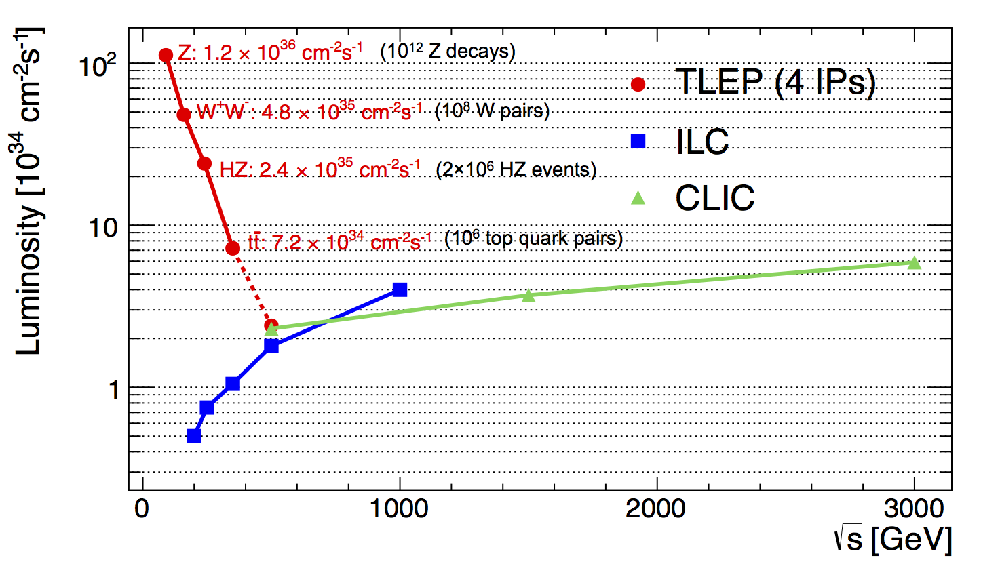 Luminosity [10³⁴ cm⁻²s⁻¹]
10²
10
1
Z: 1.2 × 10³⁶ cm⁻²s⁻¹ (10¹² Z decays)
W⁺W⁻: 4.8 × 10³⁵ cm⁻²s⁻¹ (10⁸ W pairs)
HZ: 2.4 × 10³⁵ cm⁻²s⁻¹ (2×10⁶ HZ events)
tt̄: 7.2 × 10³⁴ cm⁻²s⁻¹ (10⁶ top quark pairs)
TLEP (4 IPs)
ILC
CLIC
0 1000 2000 3000
√s [GeV]